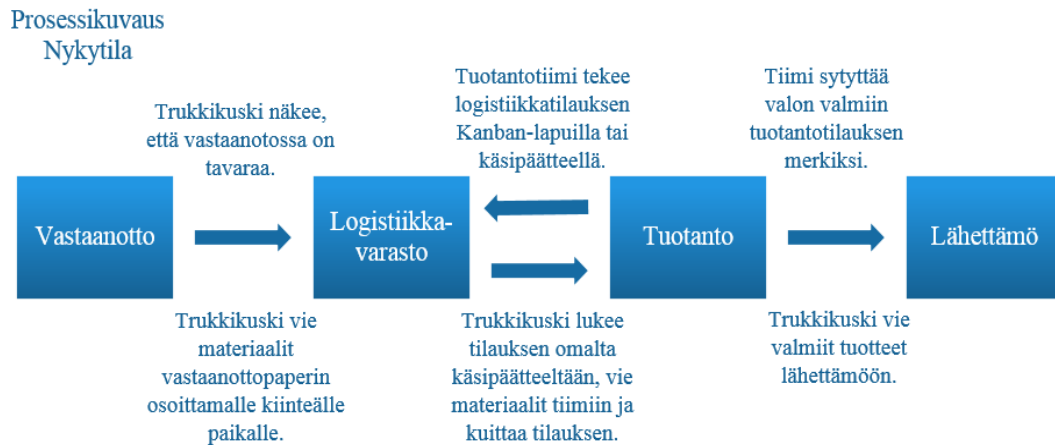 Prosessikuvaus
Nykytila
Trukkikuski näkee,
että vastaanotossa on
tavaraa.
Tuotantotiimi tekee
logistiikkatilauksen
Kanban-lapuilla tai
käsipäätteellä.
Tiimi sytyttää
valon valmiin
tuotantotilauksen
merkiksi.
Vastaanotto
Logistiikka-
varasto
Tuotanto
Lähettämö
Trukkikuski vie
materiaalit
vastaanottopaperin
osoittamalle kiinteälle
paikalle.
Trukkikuski lukee
tilauksen omalta
käsipäätteeltään, vie
materiaalit tiimiin ja
kuittaa tilauksen.
Trukkikuski vie
valmiit tuotteet
lähettämöön.